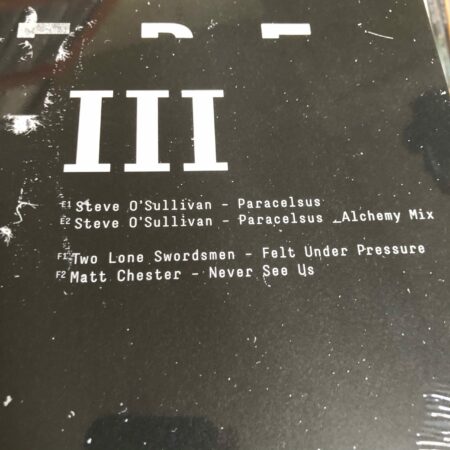 III
E1 Steve O'Sullivan – Paracelsus
E2 Steve O'Sullivan – Paracelsus _Alchemy Mix
F1 Two Lone Swordsmen – Felt Under Pressure
F2 Matt Chester – Never See Us